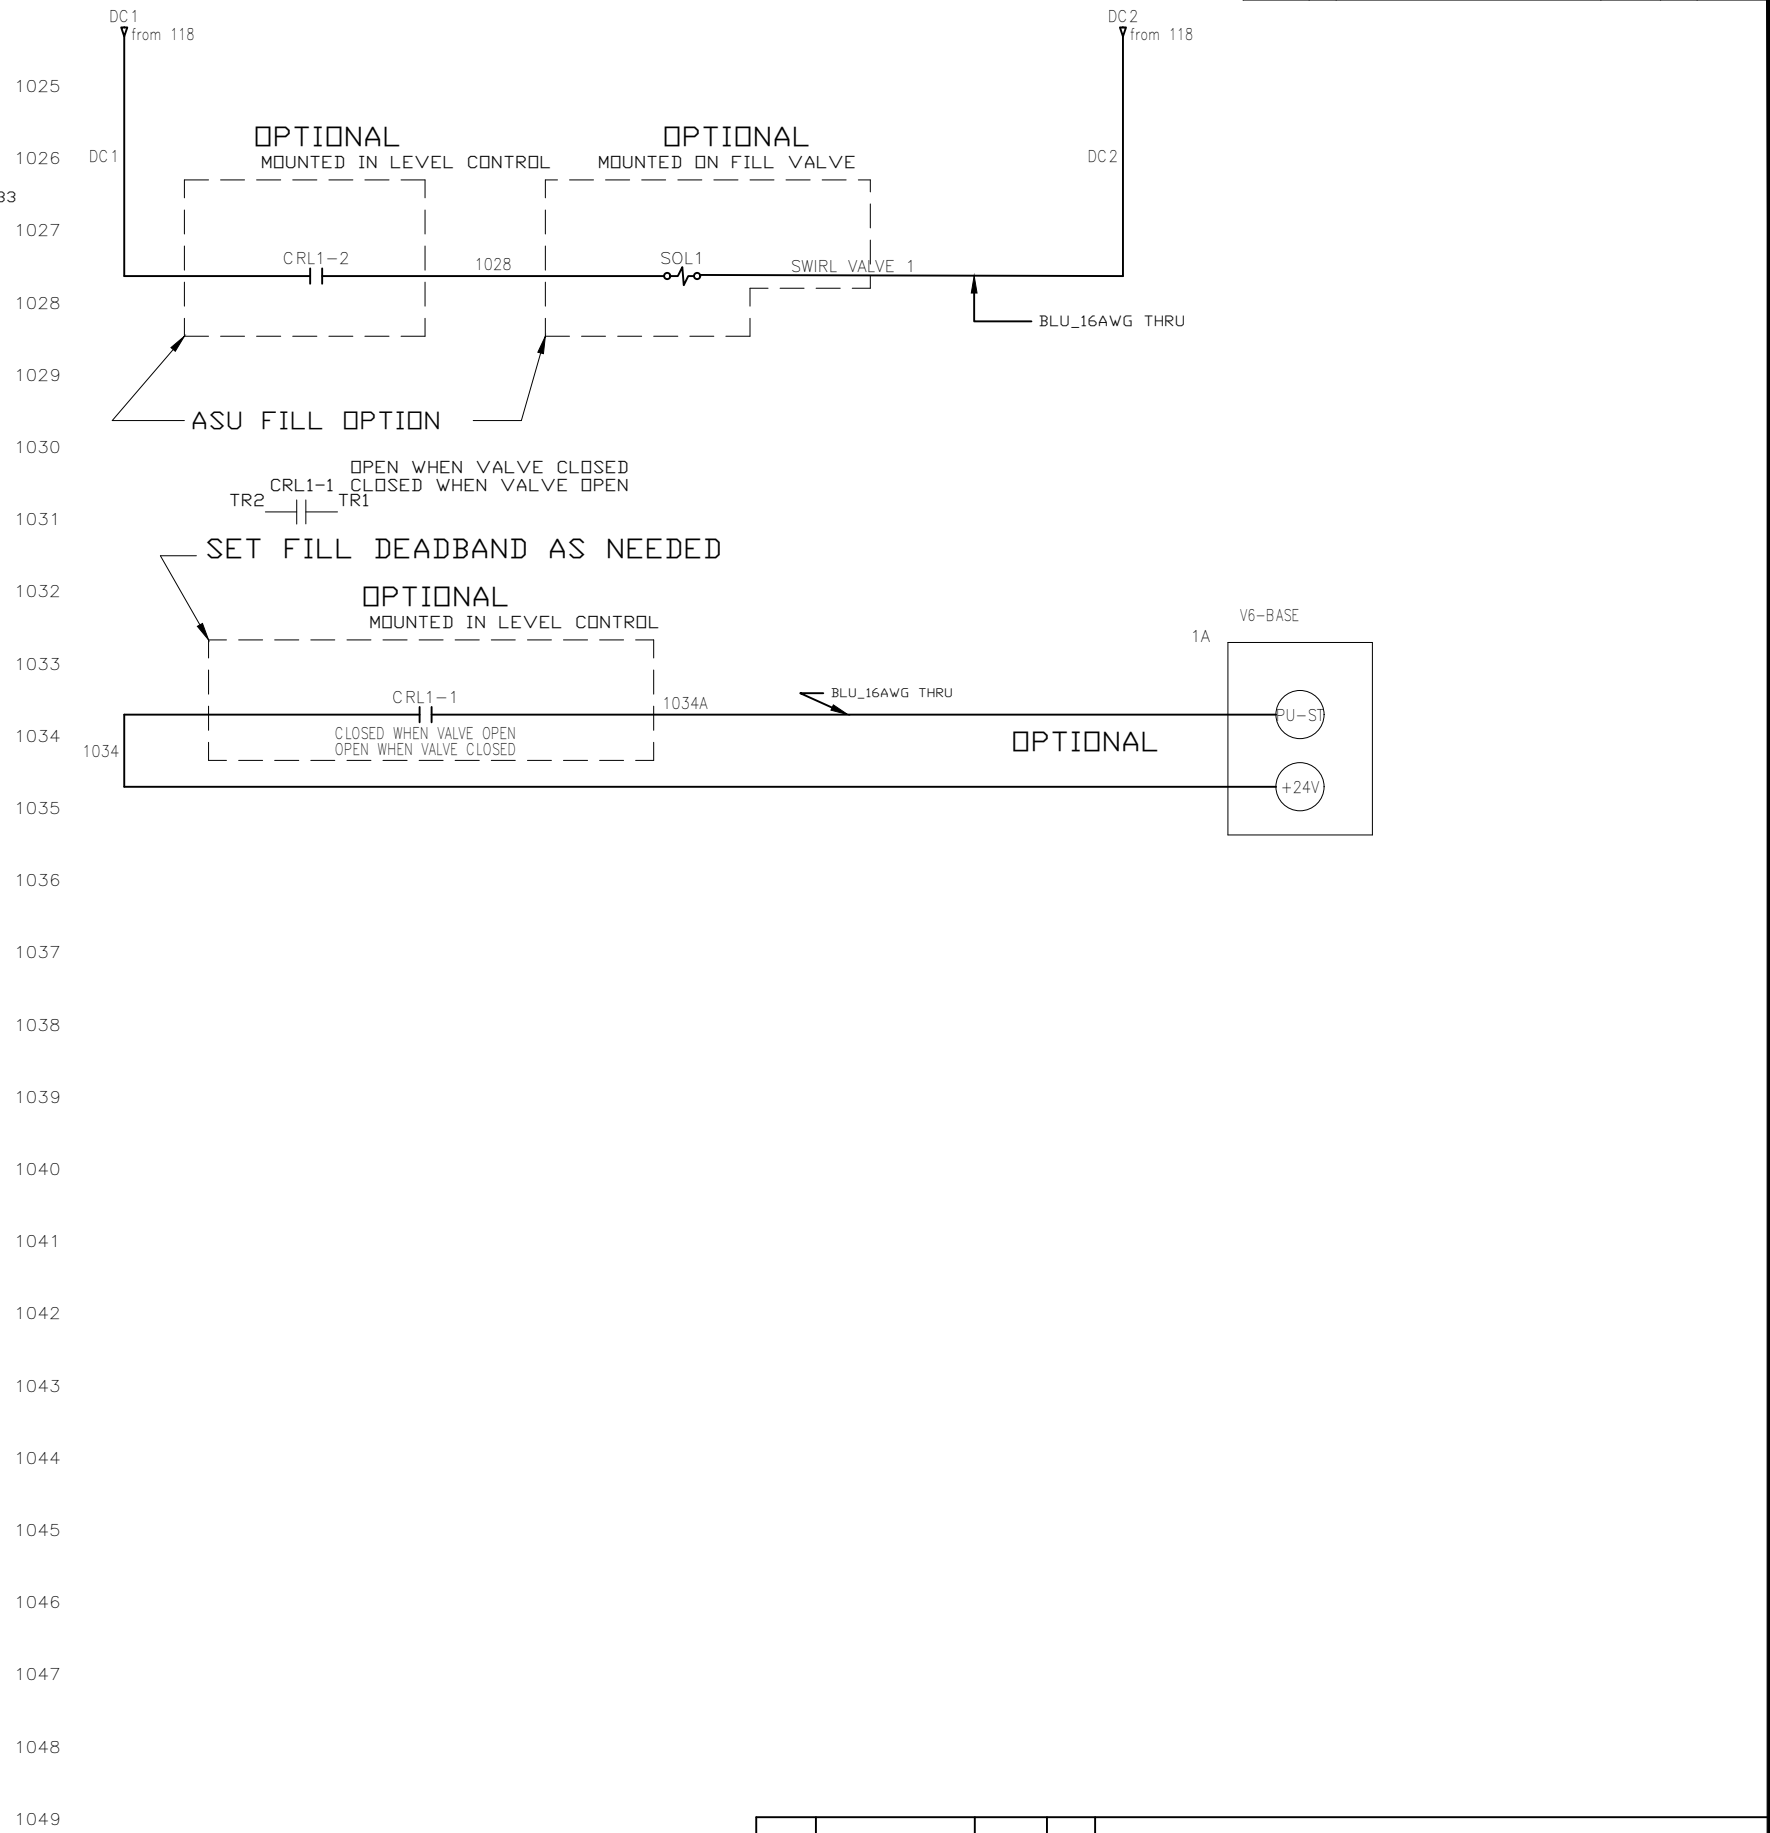 DC1
from 118
DC2
from 118
1025
OPTIONAL
OPTIONAL
1026
DC1
MOUNTED IN LEVEL CONTROL
MOUNTED ON FILL VALVE
DC2
33
1027
CRL1-2
1028
SOL1
SWIRL VALVE 1
1028
BLU_16AWG THRU
1029
ASU FILL OPTION
1030
OPEN WHEN VALVE CLOSED
CRL1-1 CLOSED WHEN VALVE OPEN
TR2
TR1
1031
SET FILL DEADBAND AS NEEDED
1032
OPTIONAL
MOUNTED IN LEVEL CONTROL
V6-BASE
1A
1033
CRL1-1
1034A
BLU_16AWG THRU
PU-ST
1034
1034
CLOSED WHEN VALVE OPEN
OPEN WHEN VALVE CLOSED
OPTIONAL
+24V
1035
1036
1037
1038
1039
1040
1041
1042
1043
1044
1045
1046
1047
1048
1049